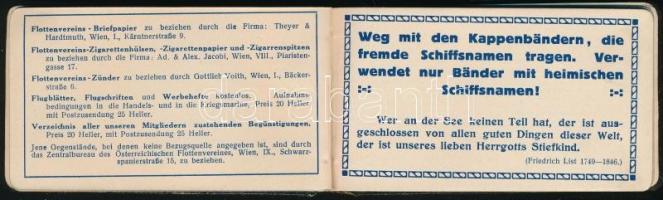 Flottenvereins-Briefpapier zu beziehen durch die Firma: Theyer &
Hardtmuth, Wien, I., Kärntnerstraße 9.
Flottenvereins-Zigarettenhülsen, -Zigarettenpapier und -Zigarrenspitzen
zu beziehen durch die Firma: Ad. & Alex. Jacobi, Wien, VIII., Piaristen-
gasse 17.
Flottenvereins-Zünder zu beziehen durch Gottlieb Voith, Wien, I., Bäcker-
straße 6.
Flugblätter, Flugschriften und Werbehefte kostenlos. Aufnahms-
bedingungen in die Handels- und in die Kriegsmarine, Preis 20 Heller
mit Postzusendung 25 Heller.
Verzeichnis aller unseren Mitgliedern zustehenden Begünstigungen,
Preis 20 Heller, mit Postzusendung 25 Heller.
Jene Gegenstände, bei denen keine Bezugsquelle angegeben ist, sind durch
das Zentralbureau des Österreichischen Flottenvereines, Wien, IX., Schwarz-
spanierstraße 15, zu beziehen.
Weg mit den Kappenbändern, die
fremde Schiffsnamen tragen. Ver-
wendet nur Bänder mit heimischen
:-: Schiffsnamen! :-:
Wer an der See keinen Teil hat, der ist aus-
geschlossen von allen guten Dingen dieser Welt,
der ist unseres lieben Herrgotts Stiefkind.
(Friedrich List 1749—1846.)